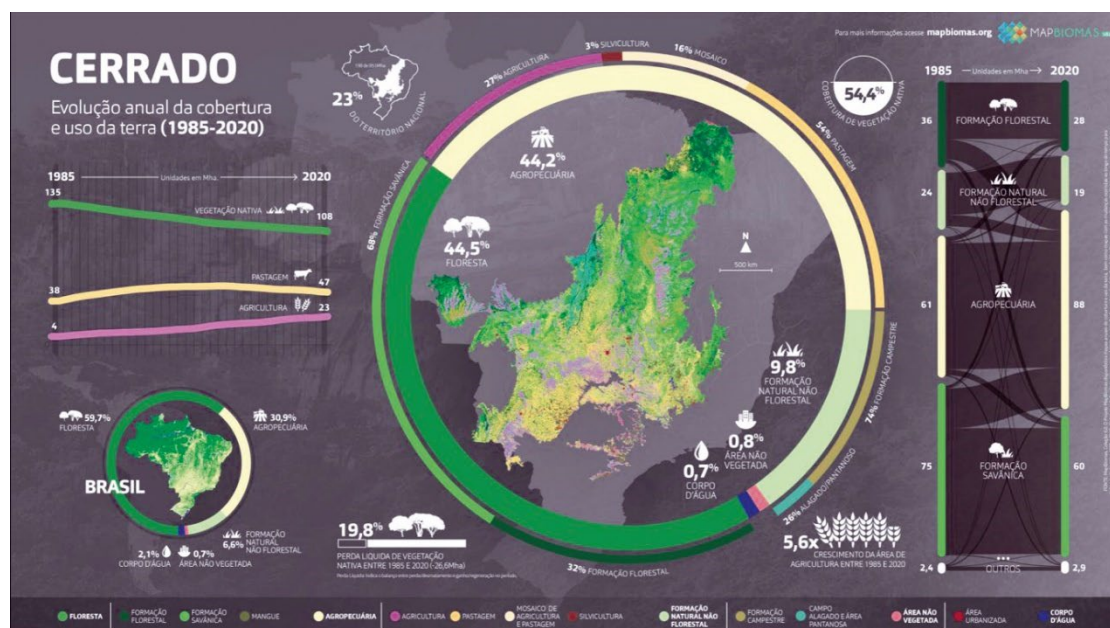 CERRADO
Evolução anual da cobertura
e uso da terra (1985-2020)
1985
Unidades em Mha
2020
135
VEGETAÇÃO NATIVA
108
38
PASTAGEM
47
AGRICULTURA
4
23
59,7%
FLORESTA
30,9%
AGROPECUÁRIA
BRASIL
2,1%
CORPO D'ÁGUA
0,7%
ÁREA NÃO VEGETADA
6,6%
FORMAÇÃO
NATURAL
NÃO FLORESTAL
23%
DO TERRITÓRIO NACIONAL
27% AGRICULTURA
3% SILVICULTURA
16% MOSAICO
54% PASTAGEM
68% FORMAÇÃO SAVÂNICA
32% FORMAÇÃO FLORESTAL
74% FORMAÇÃO CAMPESTRE
26% ALAGADO/PANTANOSO
44,2%
AGROPECUÁRIA
44,5%
FLORESTA
N
500 km
9,8%
FORMAÇÃO
NATURAL NÃO
FLORESTAL
0,8%
ÁREA NÃO
VEGETADA
0,7%
CORPO
D'ÁGUA
19,8%
PERDA LIQUIDA DE VEGETAÇÃO
NATIVA ENTRE 1985 E 2020 (-26,6Mha)
5,6x
CRESCIMENTO DA ÁREA DE
AGRICULTURA ENTRE 1985 E 2020
Para mais informações acesse mapbiomas.org
MAPBIOMAS
54,4%
COBERTURA DE VEGETAÇÃO NATIVA
1985
Unidades em Mha
2020
36
FORMAÇÃO FLORESTAL
28
24
FORMAÇÃO NATURAL
NÃO FLORESTAL
19
61
AGROPECUÁRIA
88
75
FORMAÇÃO
SAVÂNICA
60
2,4
OUTROS
2,9
FLORESTA
FORMAÇÃO
FLORESTAL
FORMAÇÃO
SAVÂNICA
MANGUE
AGROPECUÁRIA
AGRICULTURA
PASTAGEM
MOSAICO DE
AGRICULTURA
E PASTAGEM
SILVICULTURA
FORMAÇÃO
NATURAL NÃO
FLORESTAL
FORMAÇÃO
CAMPESTRE
CAMPO
ALAGADO E ÁREA
PANTANOSA
ÁREA NÃO
VEGETADA
ÁREA
URBANIZADA
CORPO
D'ÁGUA